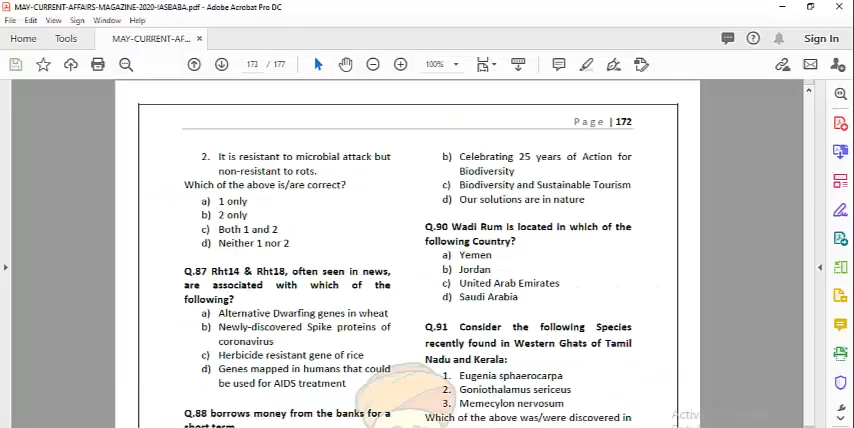 MAY-CURRENT-AFFAIRS-MAGAZINE-2020-IASBABA.pdf - Adobe Acrobat Pro DC
File Edit View Sign Window Help
Home Tools MAY-CURRENT-AF... × Sign In
173 / 177 100%
Page | 172
2. It is resistant to microbial attack but
non-resistant to rots.
Which of the above is/are correct?
a) 1 only
b) 2 only
c) Both 1 and 2
d) Neither 1 nor 2
Q.87 Rht14 & Rht18, often seen in news,
are associated with which of the
following?
a) Alternative Dwarfing genes in wheat
b) Newly-discovered Spike proteins of
coronavirus
c) Herbicide resistant gene of rice
d) Genes mapped in humans that could
be used for AIDS treatment
Q.88 borrows money from the banks for a
short term
b) Celebrating 25 years of Action for
Biodiversity
c) Biodiversity and Sustainable Tourism
d) Our solutions are in nature
Q.90 Wadi Rum is located in which of the
following Country?
a) Yemen
b) Jordan
c) United Arab Emirates
d) Saudi Arabia
Q.91 Consider the following Species
recently found in Western Ghats of Tamil
Nadu and Kerala:
1. Eugenia sphaerocarpa
2. Goniothalamus sericeus
3. Memecylon nervosum
Which of the above was/were discovered in